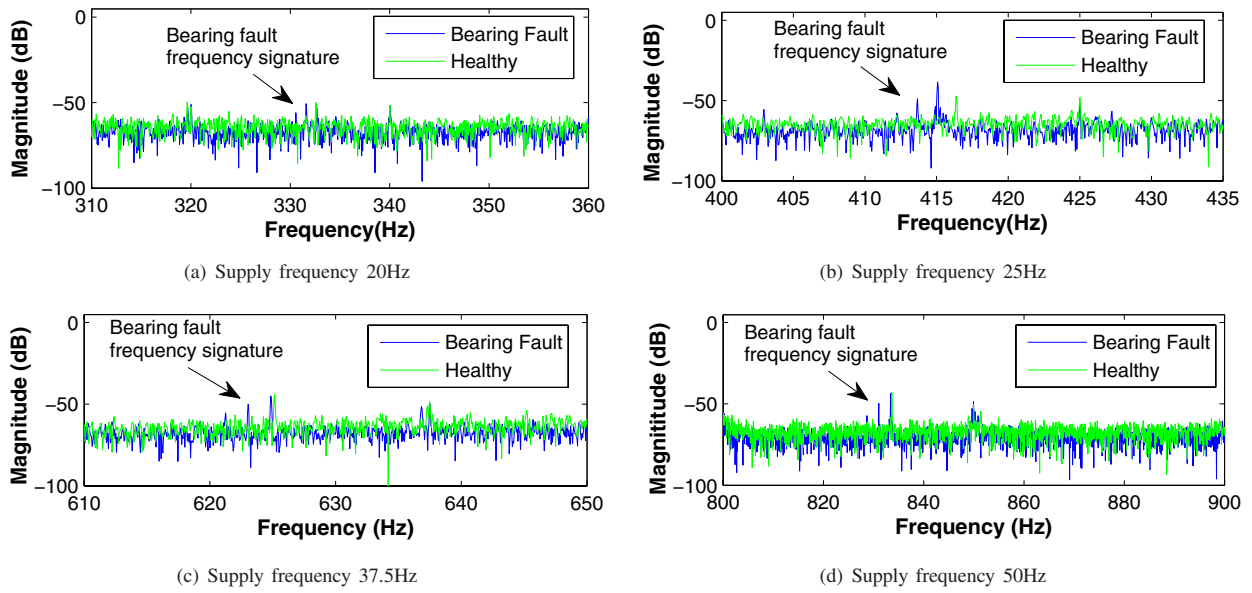 0
−50
−100
Magnitude (dB)
Bearing fault
frequency signature
Bearing Fault
Healthy
310 320 330 340 350 360
Frequency(Hz)
(a) Supply frequency 20Hz
0
−50
−100
Magnitude (dB)
Bearing fault
frequency signature
Bearing Fault
Healthy
400 405 410 415 420 425 430 435
Frequency(Hz)
(b) Supply frequency 25Hz
0
−50
−100
Magnitude (dB)
Bearing fault
frequency signature
Bearing Fault
Healthy
610 620 630 640 650
Frequency (Hz)
(c) Supply frequency 37.5Hz
0
−50
−100
Magnititude (dB)
Bearing fault
frequency signature
Bearing Fault
Healthy
800 820 840 860 880 900
Frequency (Hz)
(d) Supply frequency 50Hz